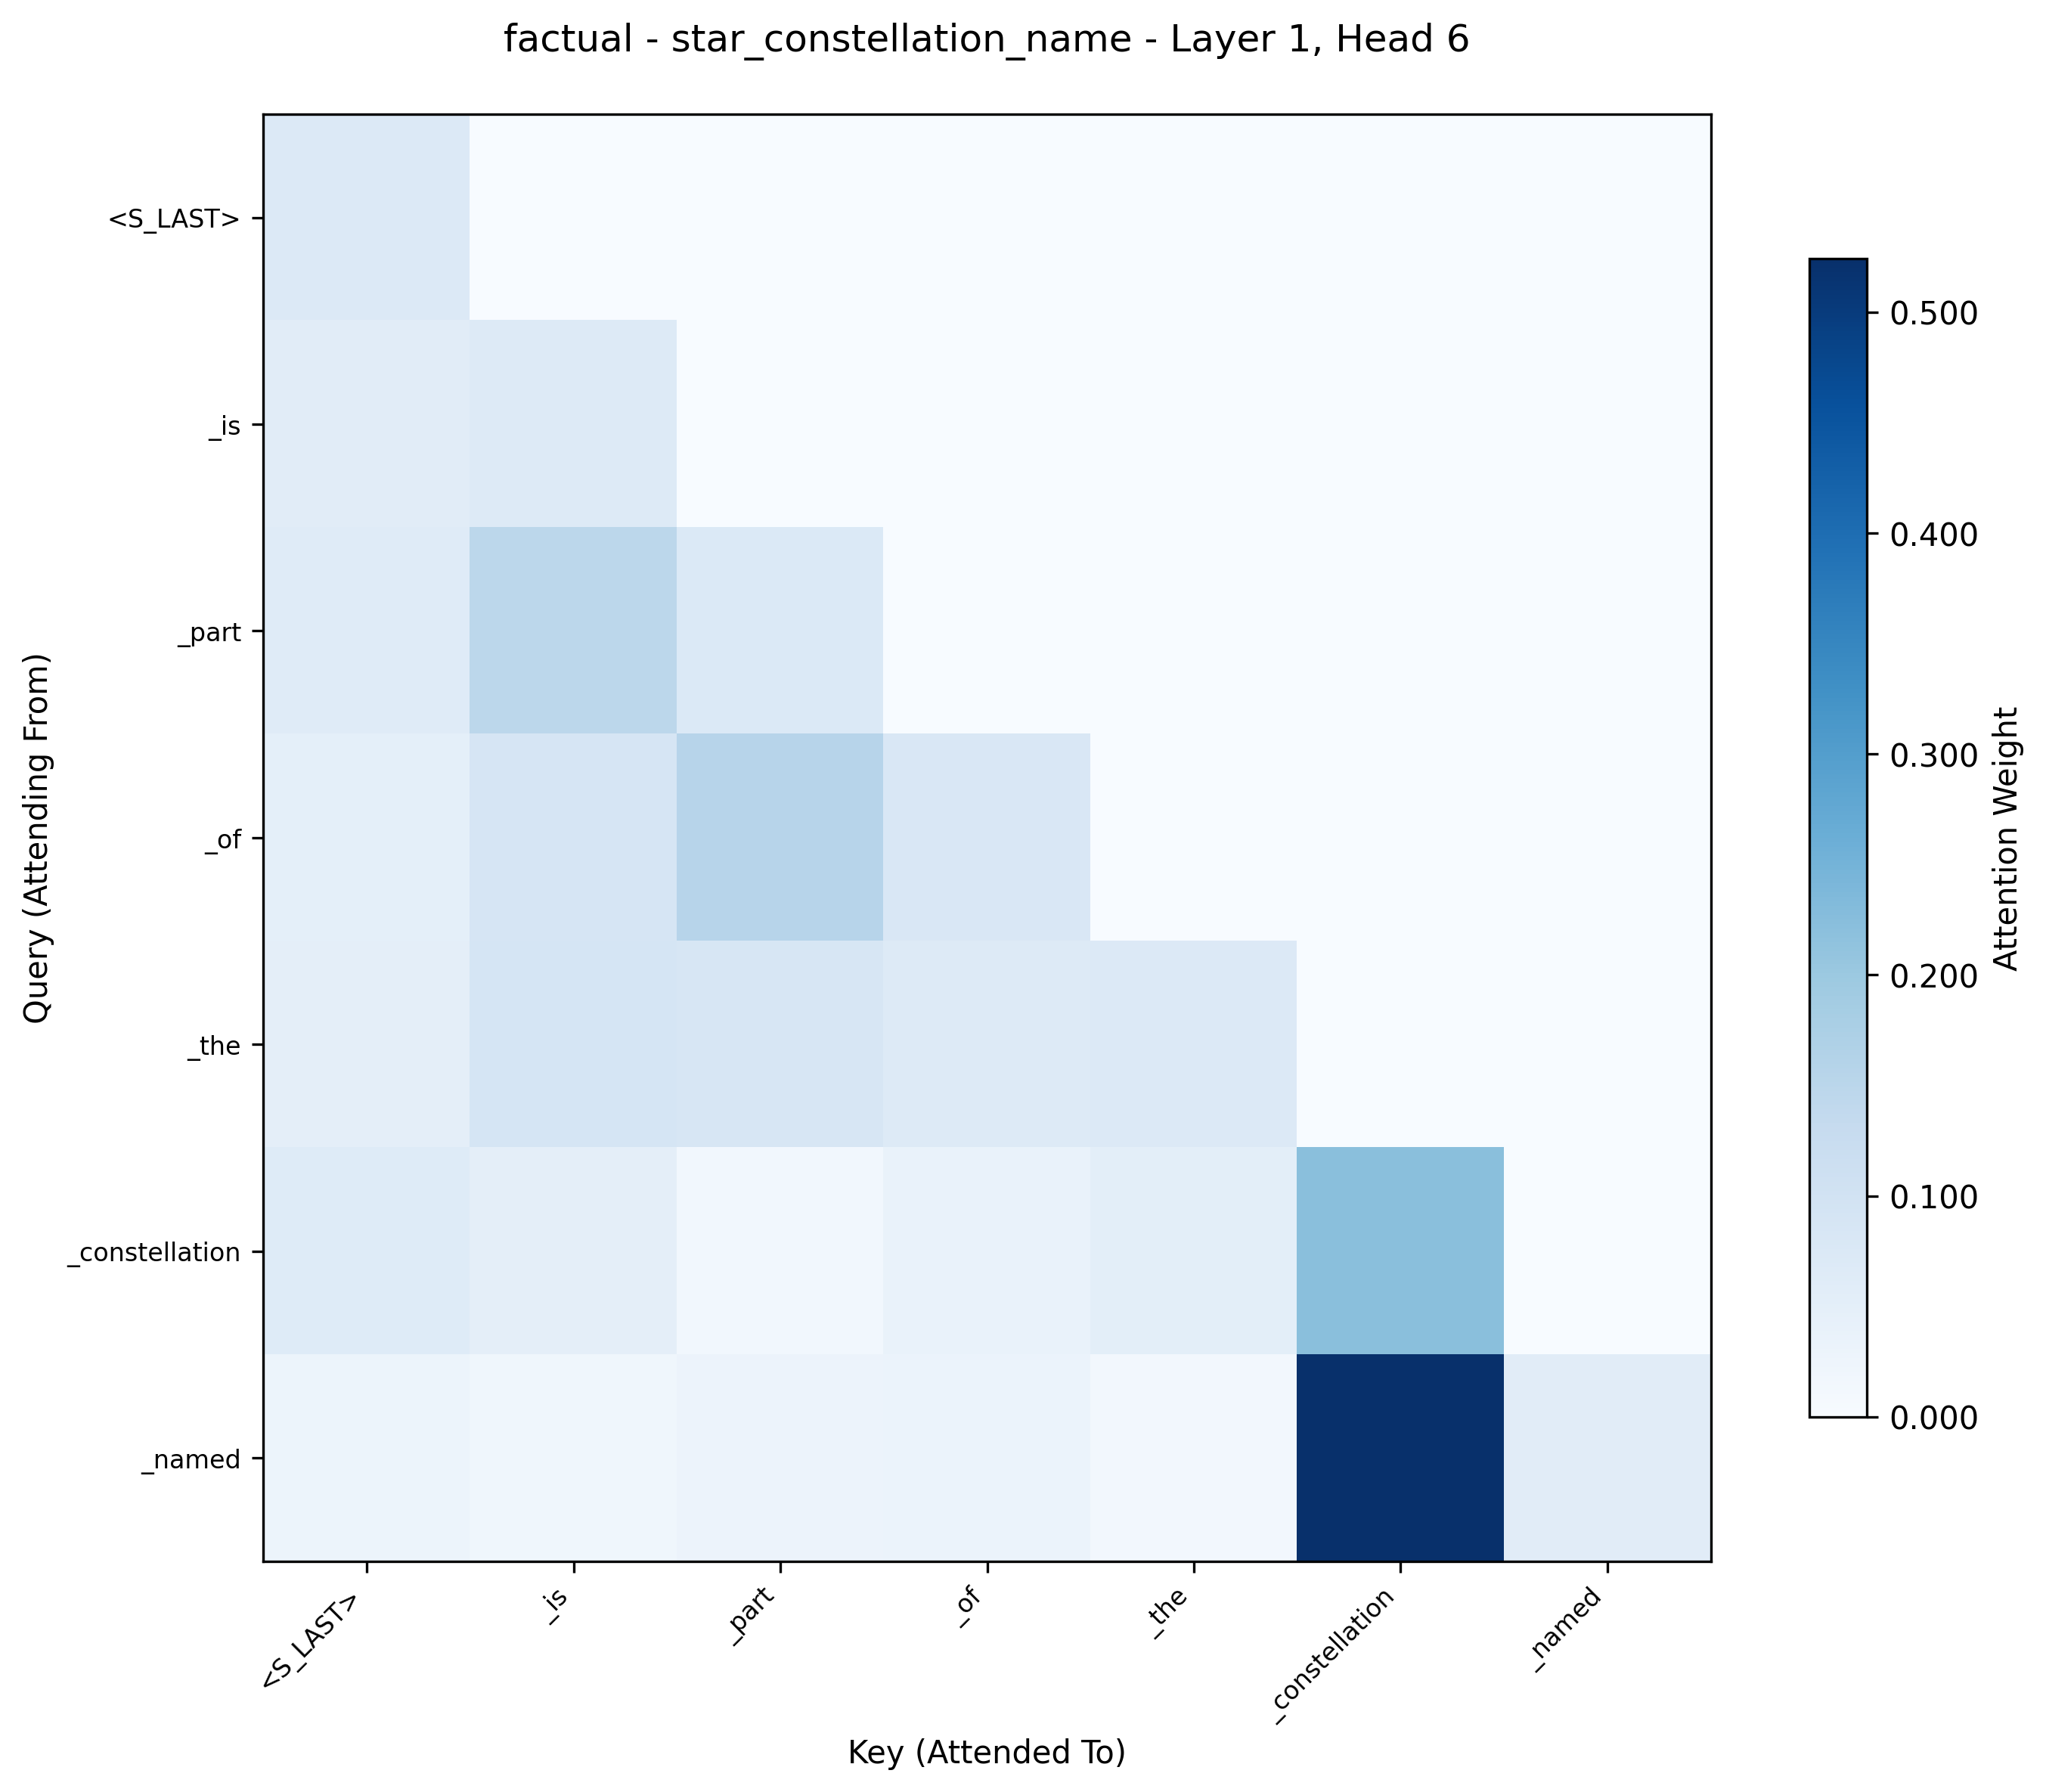 factual - star_constellation_name - Layer 1, Head 6
Query (Attending From)
<S_LAST>
_is
_part
_of
_the
_constellation
_named
<S_LAST>
_is
_part
_of
_the
_constellation
_named
Key (Attended To)
0.500
0.400
0.300
0.200
0.100
0.000
Attention Weight